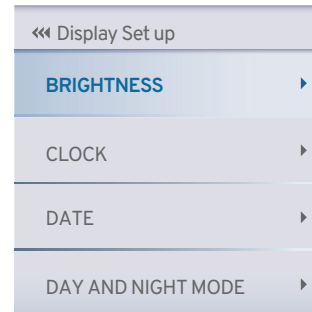 Display Set up
BRIGHTNESS
CLOCK
DATE
DAY AND NIGHT MODE